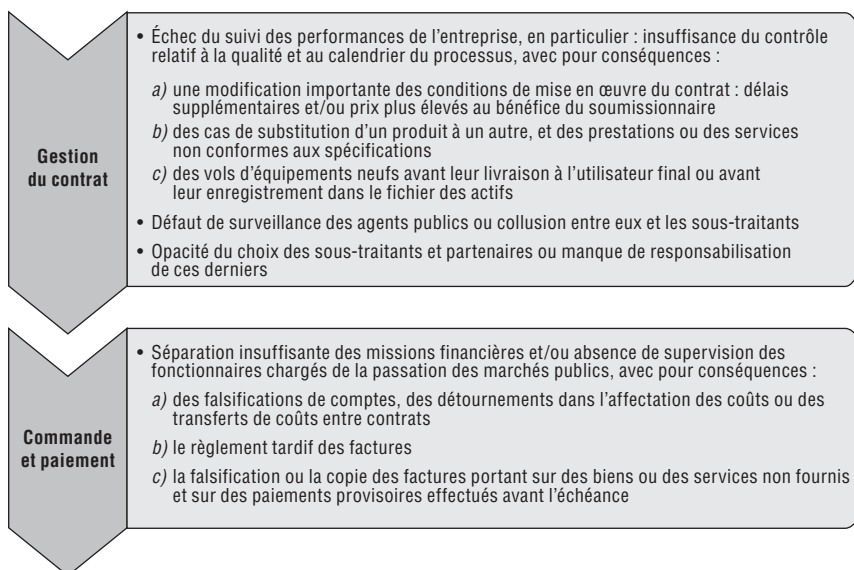 Gestion
du contrat
• Échec du suivi des performances de l'entreprise, en particulier : insuffisance du contrôle
relatif à la qualité et au calendrier du processus, avec pour conséquences :
a) une modification importante des conditions de mise en œuvre du contrat : délais
supplémentaires et/ou prix plus élevés au bénéfice du soumissionnaire
b) des cas de substitution d'un produit à un autre, et des prestations ou des services
non conformes aux spécifications
c) des vols d'équipements neufs avant leur livraison à l'utilisateur final ou avant
leur enregistrement dans le fichier des actifs
• Défaut de surveillance des agents publics ou collusion entre eux et les sous-traitants
• Opacité du choix des sous-traitants et partenaires ou manque de responsabilisation
de ces derniers
Commande
et paiement
• Séparation insuffisante des missions financières et/ou absence de supervision des
fonctionnaires chargés de la passation des marchés publics, avec pour conséquences :
a) des falsifications de comptes, des détournements dans l'affectation des coûts ou des
transferts de coûts entre contrats
b) le règlement tardif des factures
c) la falsification ou la copie des factures portant sur des biens ou des services non fournis
et sur des paiements provisoires effectués avant l'échéance